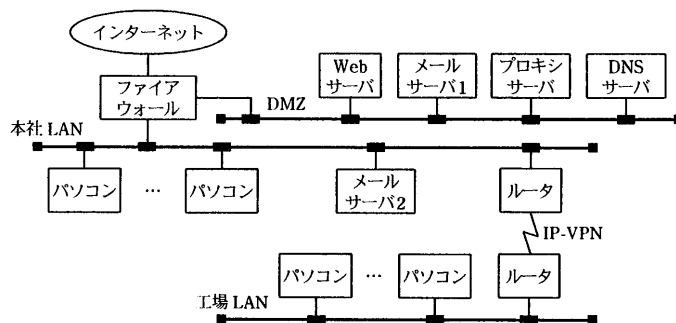 インターネット
ファイア
ウォール
DMZ
Web
サーバ
メール
サーバ1
プロキシ
サーバ
DNS
サーバ
本社 LAN
パソコン
…
パソコン
メール
サーバ2
ルータ
IP-VPN
パソコン
…
パソコン
ルータ
工場 LAN